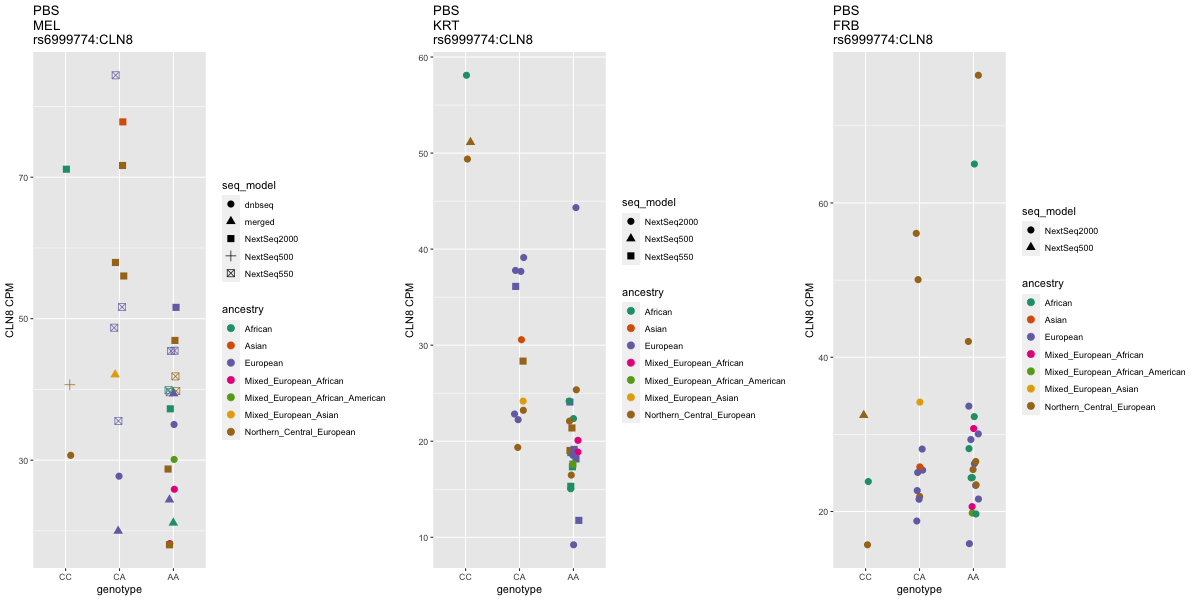 PBS
MEL
rs6999774:CLN8
CLN8 CPM
70
50
30
CC
CA
AA
genotype
seq_model
dnbseq
merged
NextSeq2000
NextSeq500
NextSeq550
ancestry
African
Asian
European
Mixed_European_African
Mixed_European_African_American
Mixed_European_Asian
Northern_Central_European
PBS
KRT
rs6999774:CLN8
CLN8 CPM
60
50
40
30
20
10
CC
CA
AA
genotype
seq_model
NextSeq2000
NextSeq500
NextSeq550
ancestry
African
Asian
European
Mixed_European_African
Mixed_European_African_American
Mixed_European_Asian
Northern_Central_European
PBS
FRB
rs6999774:CLN8
CLN8 CPM
60
40
20
CC
CA
AA
genotype
seq_model
NextSeq2000
NextSeq500
ancestry
African
Asian
European
Mixed_European_African
Mixed_European_African_American
Mixed_European_Asian
Northern_Central_European